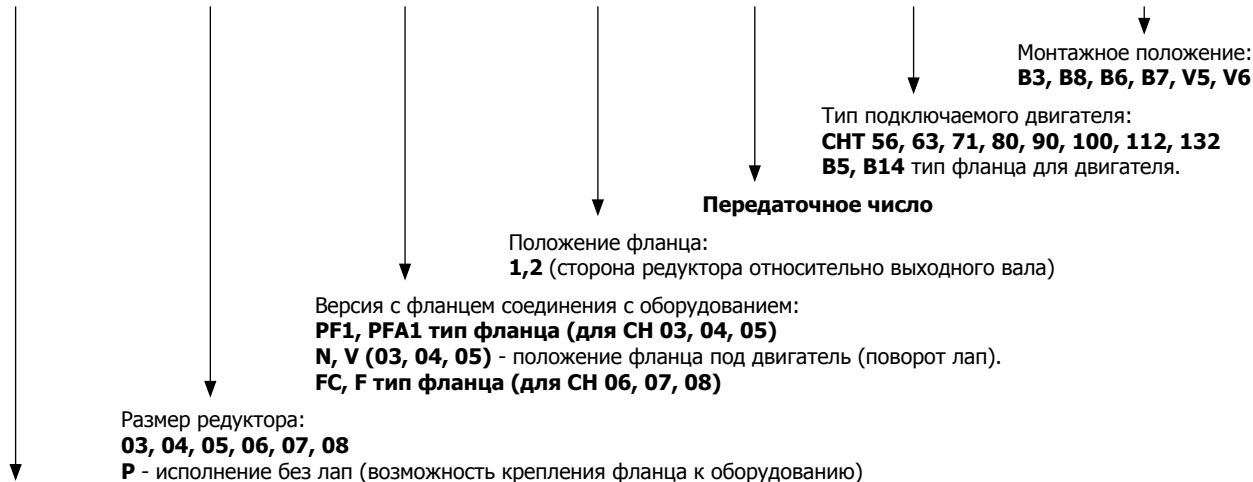 Монтажное положение:
B3, B8, B6, B7, V5, V6
Тип подключаемого двигателя:
CHT 56, 63, 71, 80, 90, 100, 112, 132
B5, B14 тип фланца для двигателя.
Передаточное число
Положение фланца:
1,2 (сторона редуктора относительно выходного вала)
Версия с фланцем соединения с оборудованием:
PF1, PFA1 тип фланца (для CH 03, 04, 05)
N, V (03, 04, 05) - положение фланца под двигатель (поворот лап).
FC, F тип фланца (для CH 06, 07, 08)
Размер редуктора:
03, 04, 05, 06, 07, 08
P - исполнение без лап (возможность крепления фланца к оборудованию)